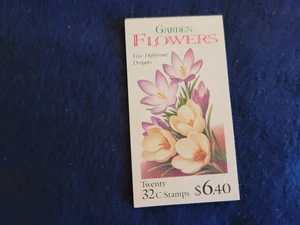 GARDEN
FLOWERS
Five Different
Designs
Twenty
32¢ Stamps $6.40